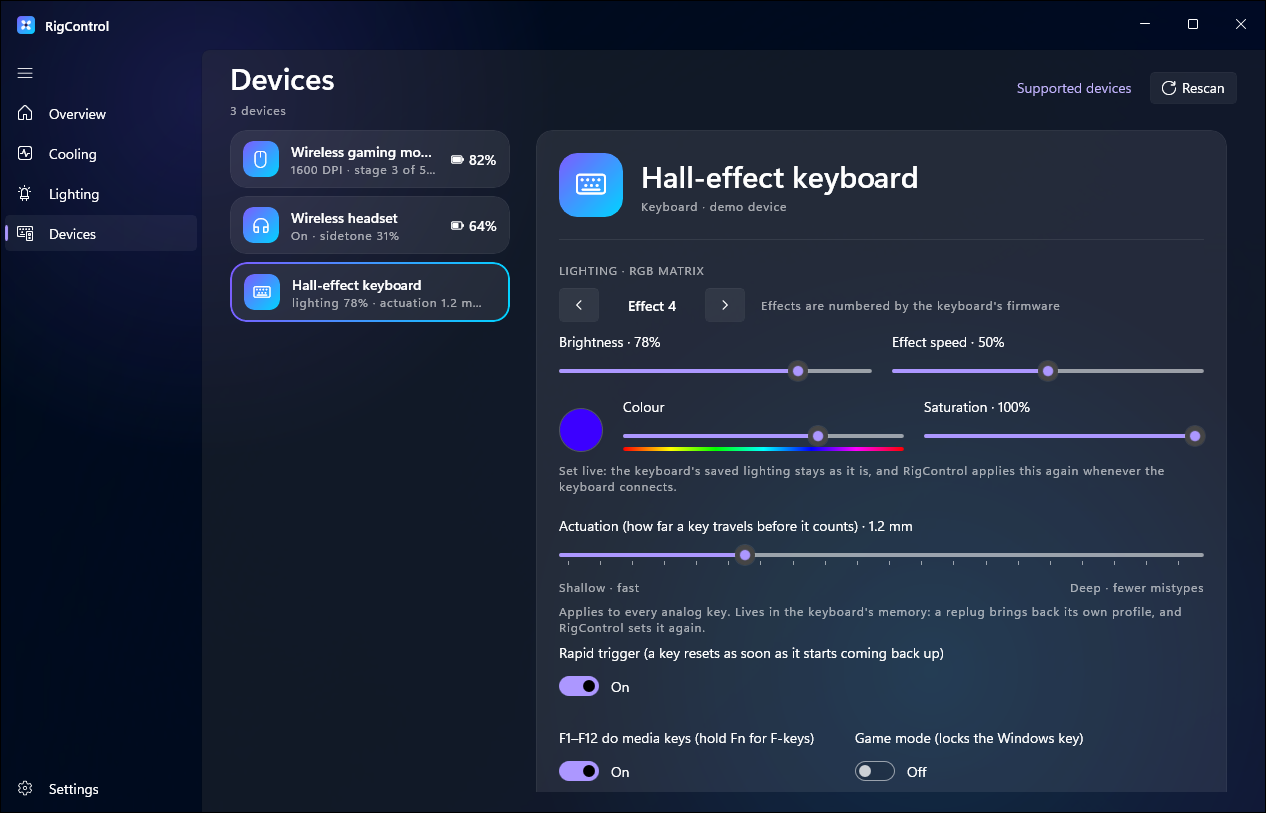 RigControl
Overview
Cooling
Lighting
Devices
Settings
Devices
3 devices
Supported devices
Rescan
Wireless gaming mo...
1600 DPI · stage 3 of 5...
82%
Wireless headset
On · sidetone 31%
64%
Hall-effect keyboard
lighting 78% · actuation 1.2 m...
Hall-effect keyboard
Keyboard · demo device
LIGHTING · RGB MATRIX
Effect 4
Effects are numbered by the keyboard's firmware
Brightness · 78%
Effect speed · 50%
Colour
Saturation · 100%
Set live: the keyboard's saved lighting stays as it is, and RigControl applies this again whenever the
keyboard connects.
Actuation (how far a key travels before it counts) · 1.2 mm
Shallow · fast
Deep · fewer mistypes
Applies to every analog key. Lives in the keyboard's memory: a replug brings back its own profile, and
RigControl sets it again.
Rapid trigger (a key resets as soon as it starts coming back up)
On
F1–F12 do media keys (hold Fn for F-keys)
Game mode (locks the Windows key)
On
Off